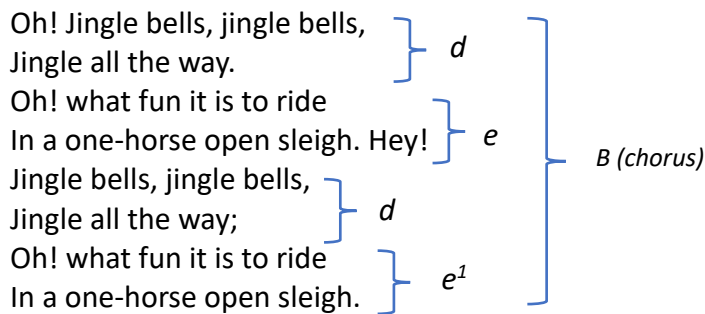 Oh! Jingle bells, jingle bells,
Jingle all the way.
d
Oh! what fun it is to ride
In a one-horse open sleigh. Hey!
e
B (chorus)
Jingle bells, jingle bells,
Jingle all the way;
d
Oh! what fun it is to ride
In a one-horse open sleigh.
e¹